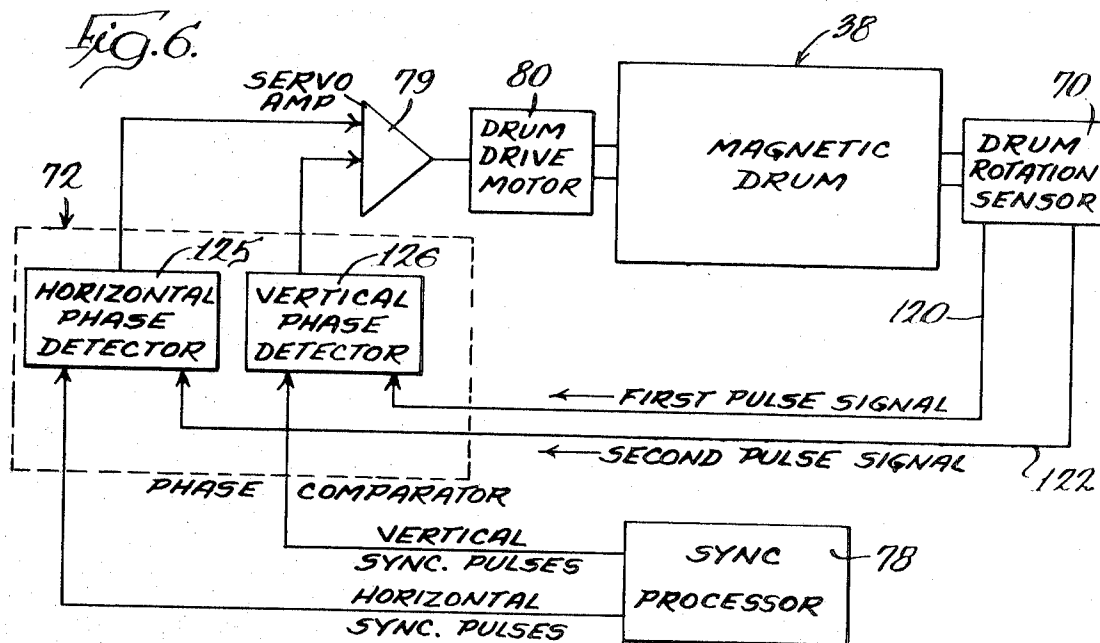 Fig. 6.
SERVO
AMP
79
80
DRUM
DRIVE
MOTOR
38
MAGNETIC
DRUM
70
DRUM
ROTATION
SENSOR
72
125
HORIZONTAL
PHASE
DETECTOR
126
VERTICAL
PHASE
DETECTOR
120
FIRST PULSE SIGNAL
SECOND PULSE SIGNAL
122
PHASE COMPARATOR
VERTICAL
SYNC. PULSES
HORIZONTAL
SYNC. PULSES
SYNC
PROCESSOR
78